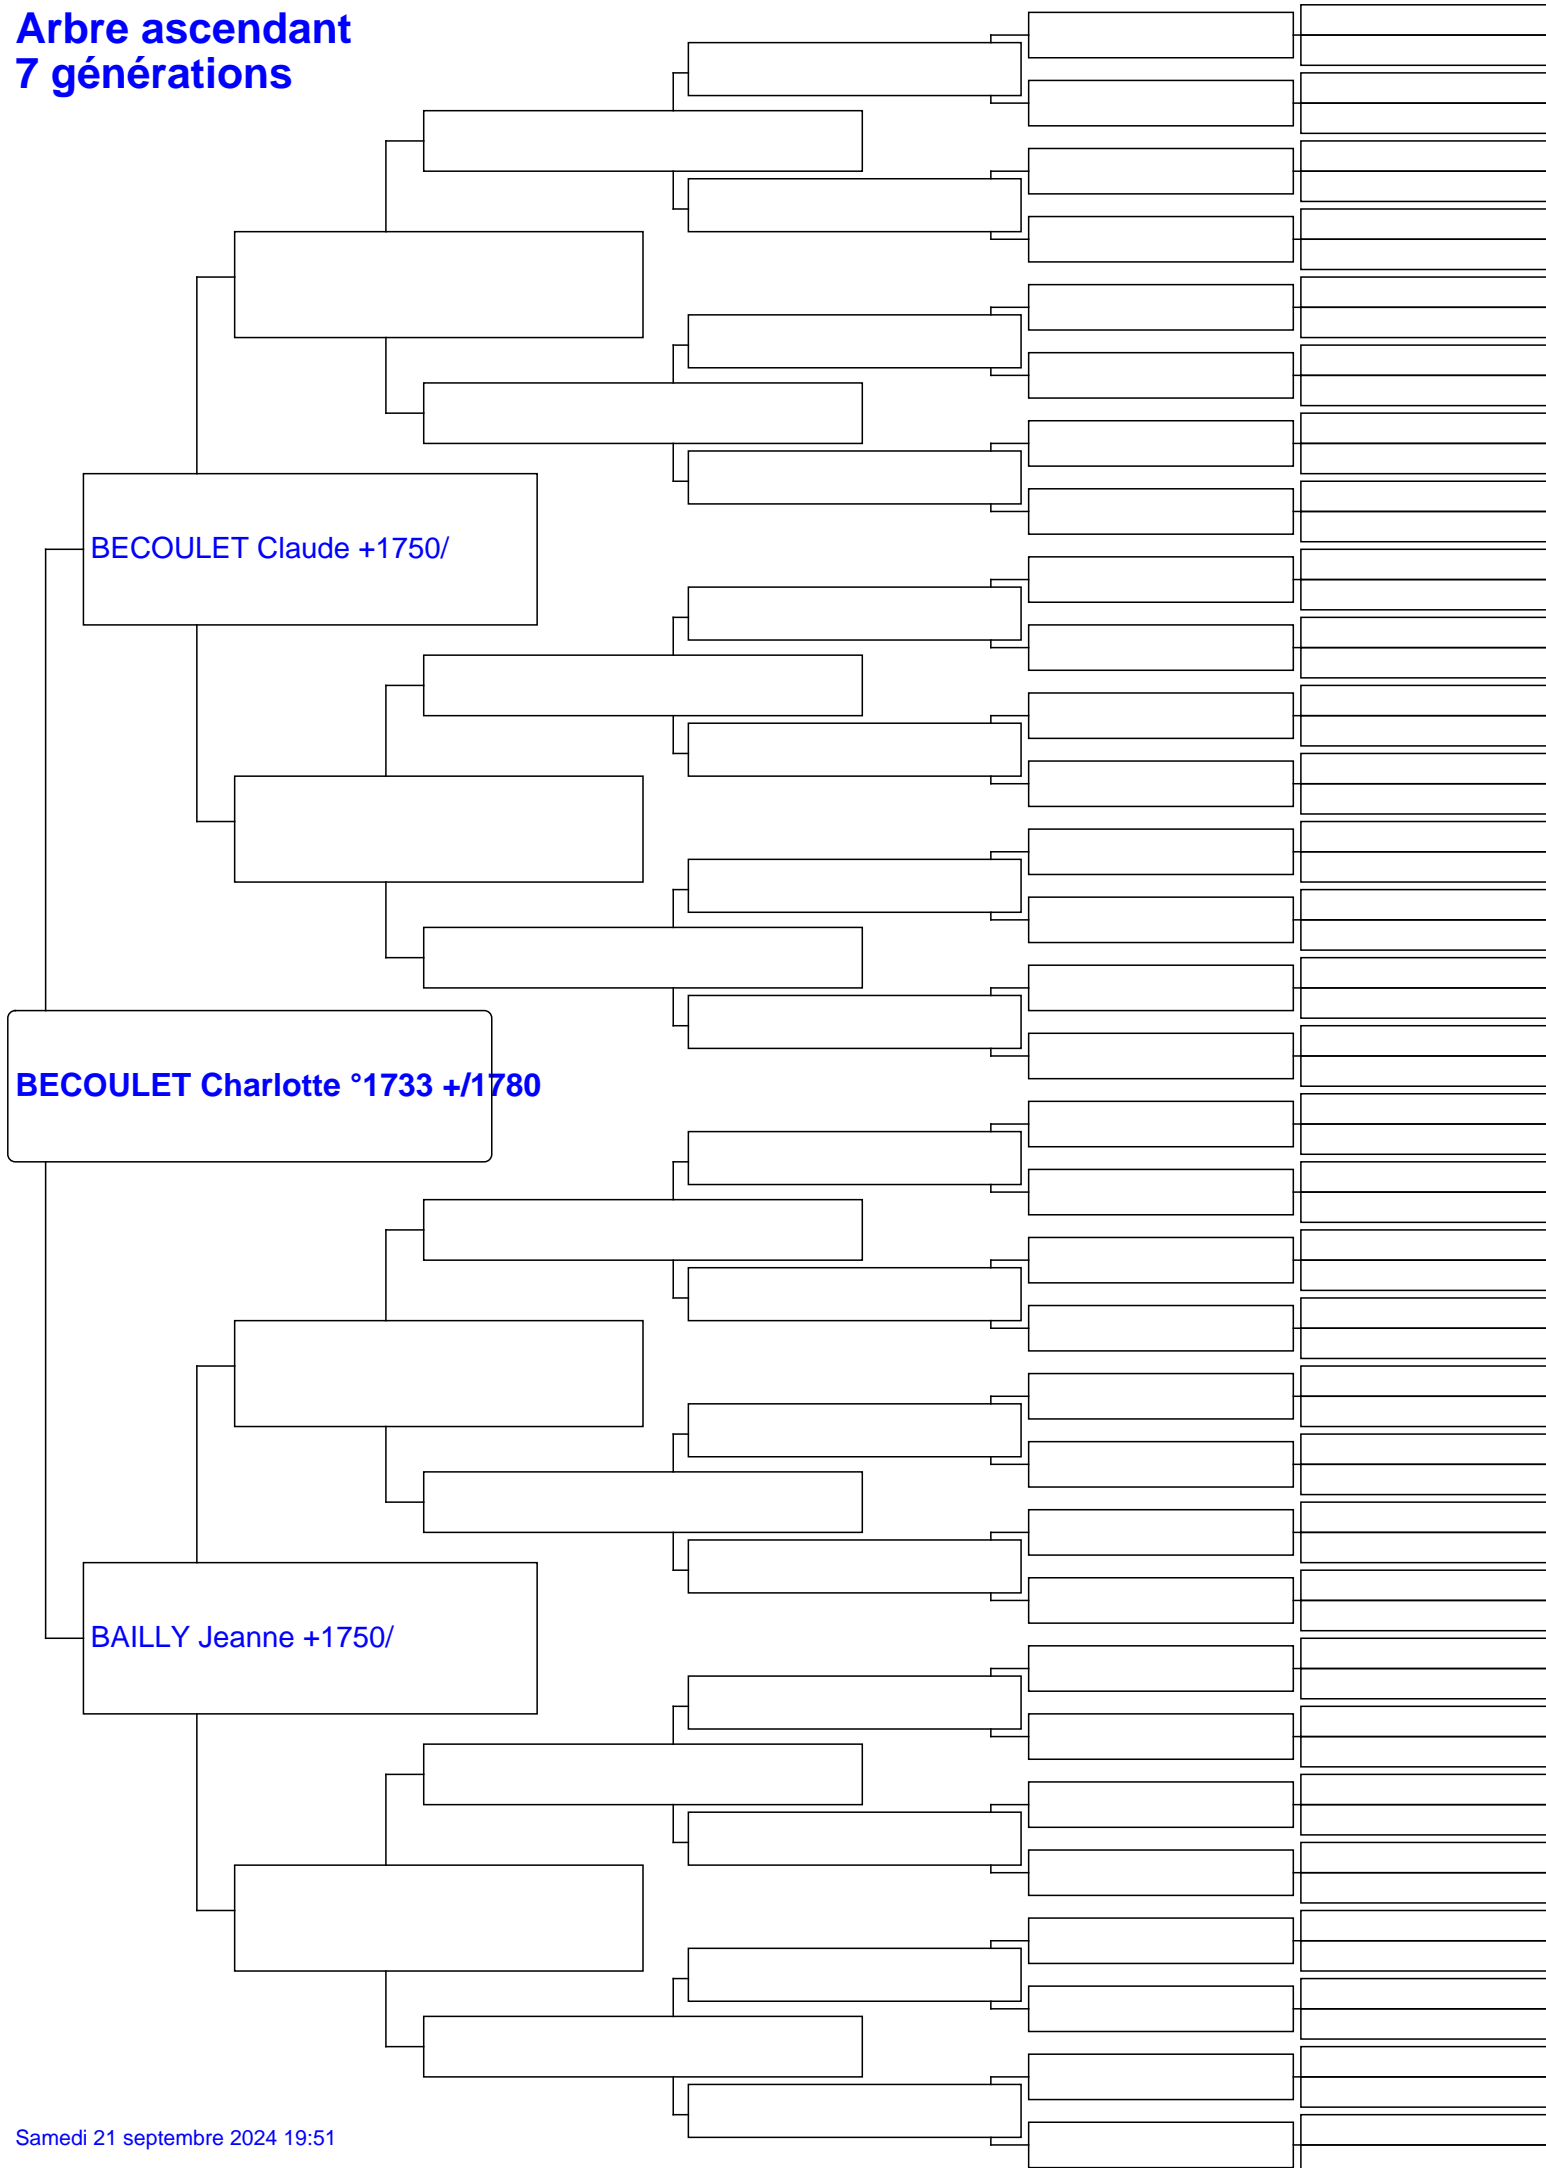 Arbre ascendant
7 générations
BECOULET Claude +1750/
BECOULET Charlotte °1733 +/1780
BAILLY Jeanne +1750/
Samedi 21 septembre 2024 19:51